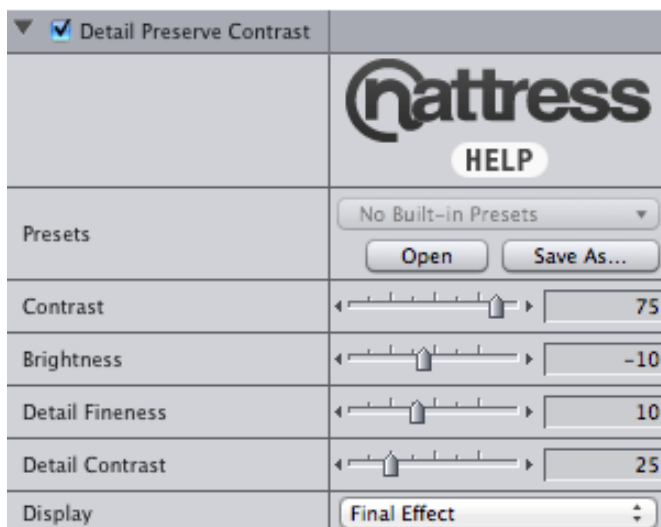 Detail Preserve Contrast
nattress
HELP
Presets
No Built-in Presets
Open Save As...
Contrast 75
Brightness -10
Detail Fineness 10
Detail Contrast 25
Display Final Effect